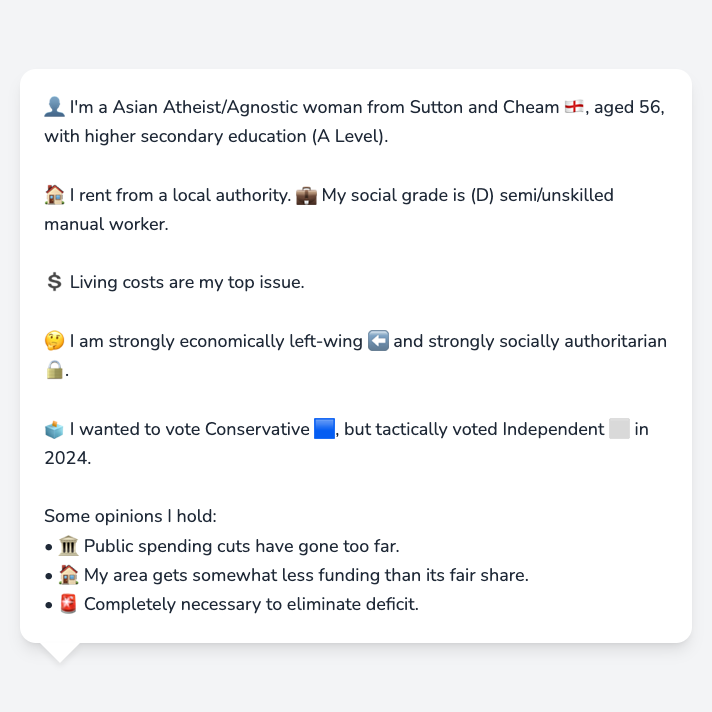 👤 I'm a Asian Atheist/Agnostic woman from Sutton and Cheam 🏴󠁧󠁢󠁥󠁮󠁧󠁿, aged 56,
with higher secondary education (A Level).
🏠 I rent from a local authority. 💼 My social grade is (D) semi/unskilled
manual worker.
💲 Living costs are my top issue.
🤔 I am strongly economically left-wing ⬅️ and strongly socially authoritarian
🔒.
🗳️ I wanted to vote Conservative 🟦, but tactically voted Independent ⬜ in
2024.
Some opinions I hold:
• 🏛️ Public spending cuts have gone too far.
• 🏠 My area gets somewhat less funding than its fair share.
• 🚨 Completely necessary to eliminate deficit.